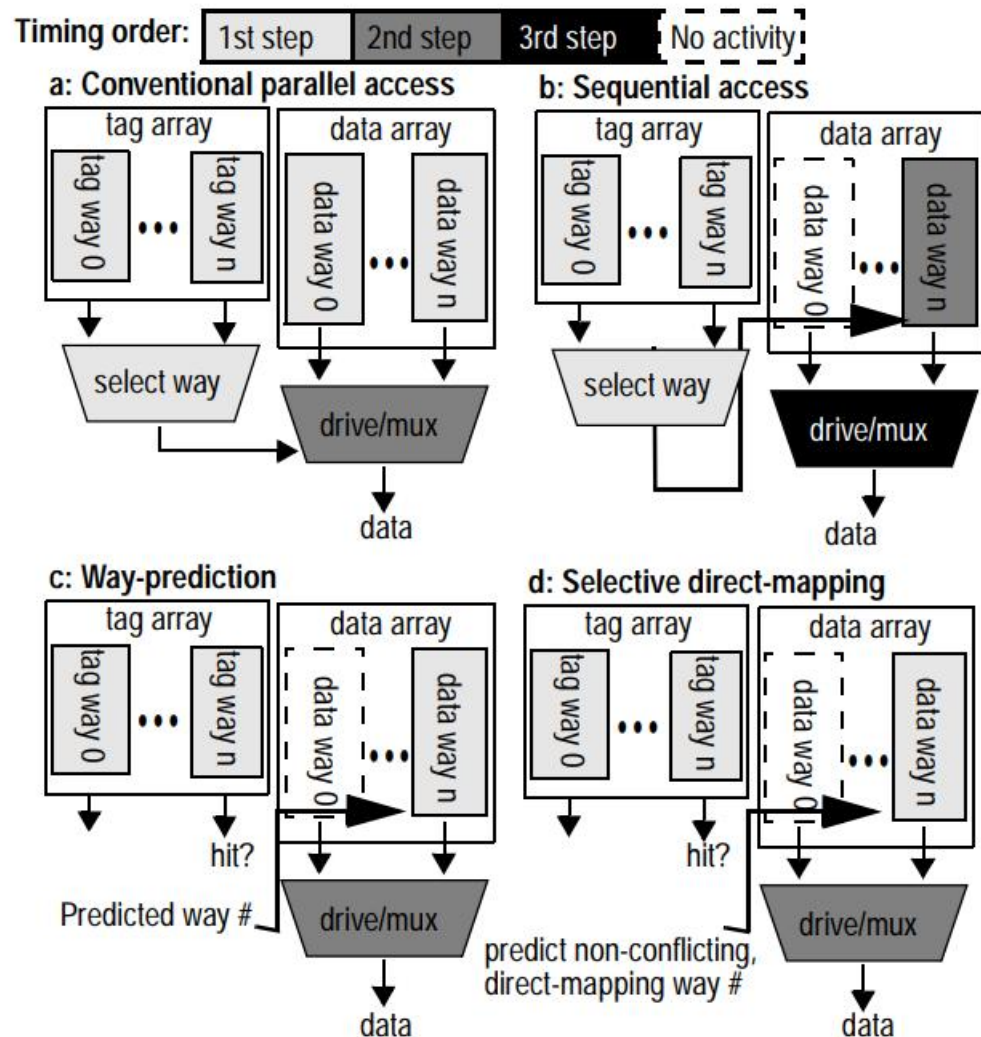 Timing order: 1st step 2nd step 3rd step No activity
a: Conventional parallel access
tag array
data array
tag way 0
•••
tag way n
data way 0
•••
data way n
select way
drive/mux
data
b: Sequential access
tag array
data array
tag way 0
•••
tag way n
data way 0
•••
data way n
select way
drive/mux
data
c: Way-prediction
tag array
data array
tag way 0
•••
tag way n
data way 0
•••
data way n
hit?
Predicted way #
drive/mux
data
d: Selective direct-mapping
tag array
data array
tag way 0
•••
tag way n
data way 0
•••
data way n
hit?
predict non-conflicting,
direct-mapping way #
drive/mux
data